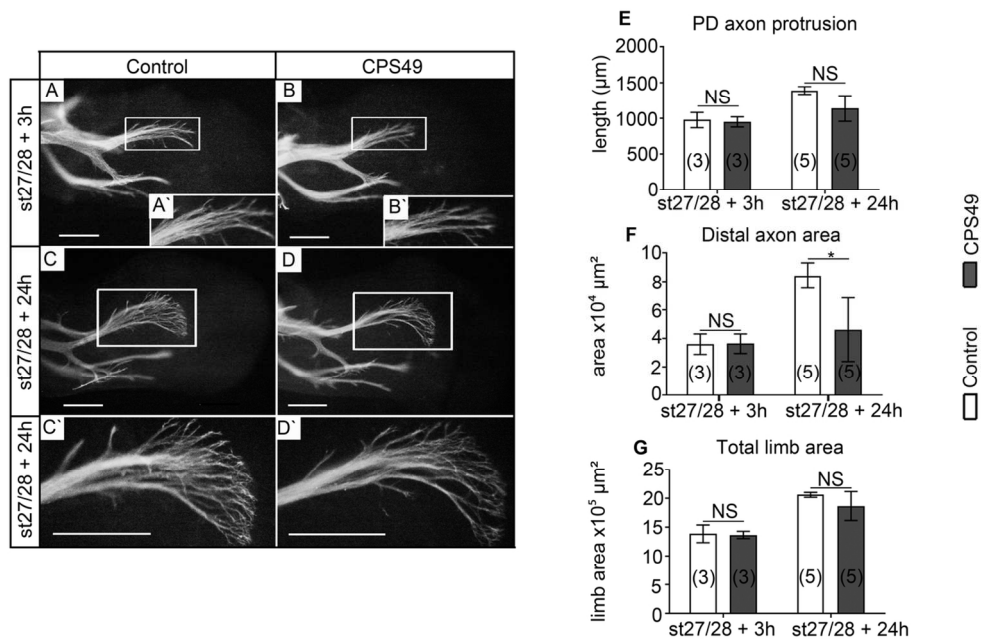 Control CPS49
st27/28 + 3h
A
B
A`
B`
st27/28 + 24h
C
D
st27/28 + 24h
C`
D`
E PD axon protrusion
length (µm)
2000
1500
1000
500
0
NS
NS
(3) (3) (5) (5)
st27/28 + 3h st27/28 + 24h
F Distal axon area
area x10⁴ µm²
10
8
6
4
2
0
NS
*
(3) (3) (5) (5)
st27/28 + 3h st27/28 + 24h
G Total limb area
limb area x10⁵ µm²
25
20
15
10
5
0
NS
NS
(3) (3) (5) (5)
st27/28 + 3h st27/28 + 24h
CPS49
Control